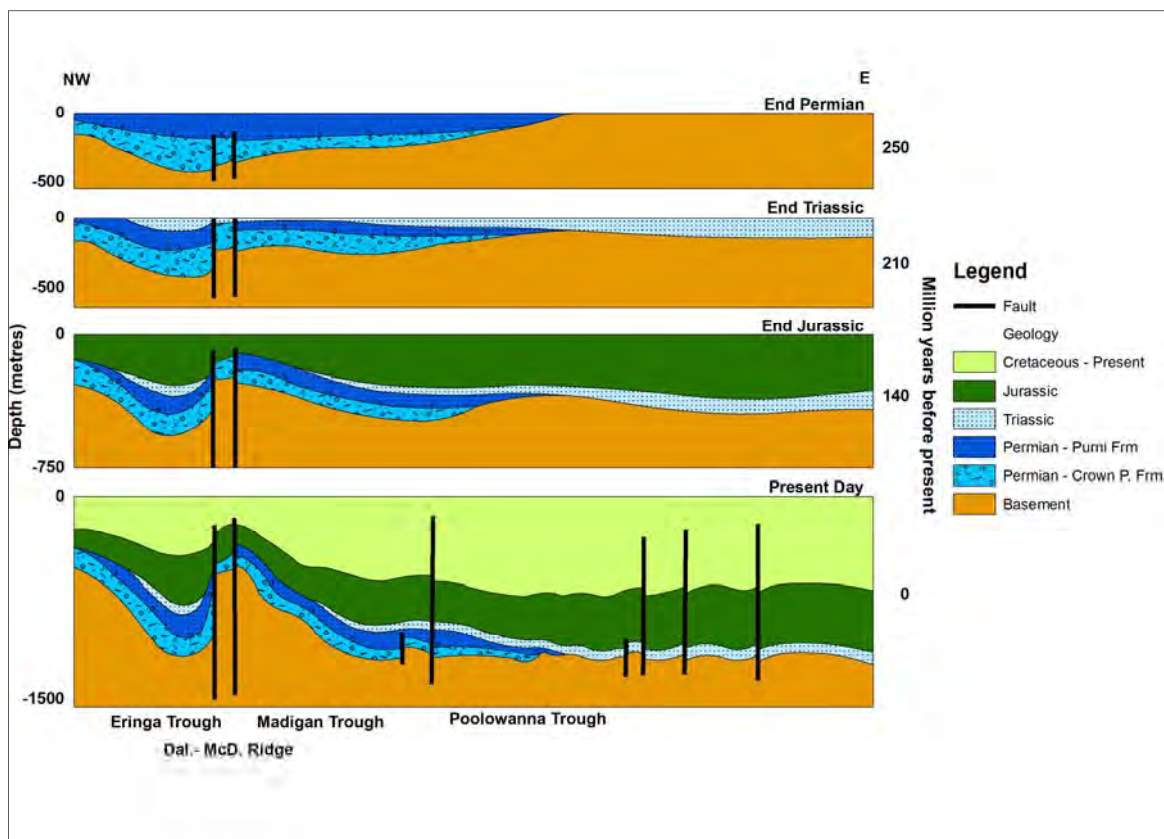 NW
E
End Permian
0
-500
250
End Triassic
0
-500
210
End Jurassic
0
-750
140
Present Day
0
-1500
0
Depth (metres)
Million years before present
Eringa Trough
Madigan Trough
Poolowanna Trough
Dal.- McD. Ridge
Legend
Fault
Geology
Cretaceous - Present
Jurassic
Triassic
Permian - Purni Frm
Permian - Crown P. Frm
Basement